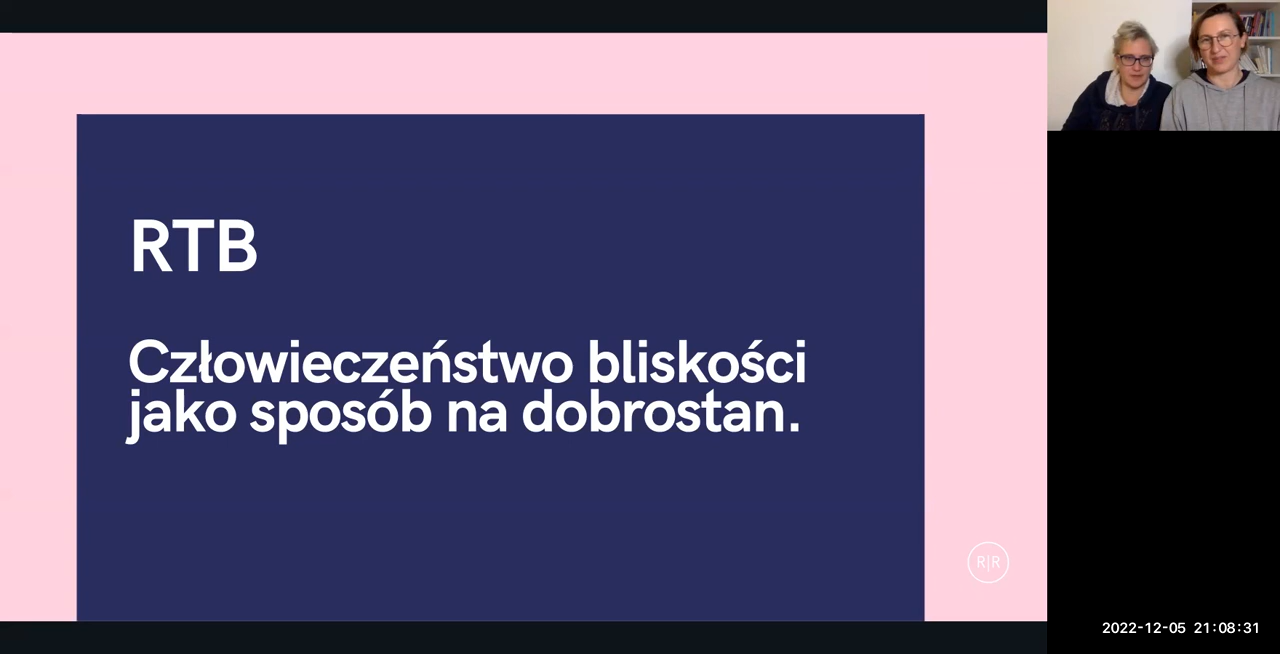 RTB
Człowieczeństwo bliskości
jako sposób na dobrostan.
R|R
2022-12-05 21:08:31